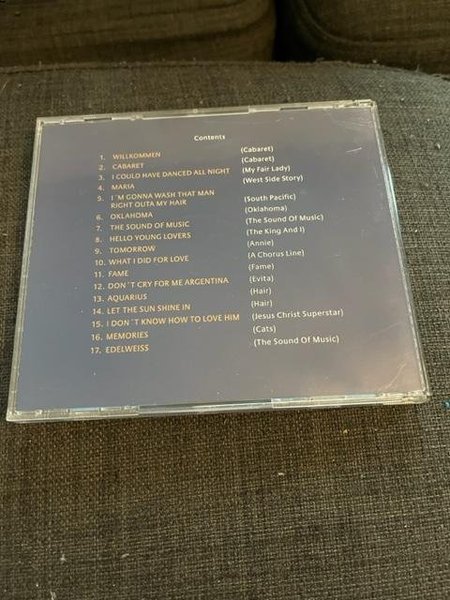 Contents
1. WILLKOMMEN (Cabaret)
2. CABARET (Cabaret)
3. I COULD HAVE DANCED ALL NIGHT (My Fair Lady)
4. MARIA (West Side Story)
5. I´M GONNA WASH THAT MAN
RIGHT OUTA MY HAIR (South Pacific)
6. OKLAHOMA (Oklahoma)
7. THE SOUND OF MUSIC (The Sound Of Music)
8. HELLO YOUNG LOVERS (The King And I)
9. TOMORROW (Annie)
10. WHAT I DID FOR LOVE (A Chorus Line)
11. FAME (Fame)
12. DON´T CRY FOR ME ARGENTINA (Evita)
13. AQUARIUS (Hair)
14. LET THE SUN SHINE IN (Hair)
15. I DON´T KNOW HOW TO LOVE HIM (Jesus Christ Superstar)
16. MEMORIES (Cats)
17. EDELWEISS (The Sound Of Music)